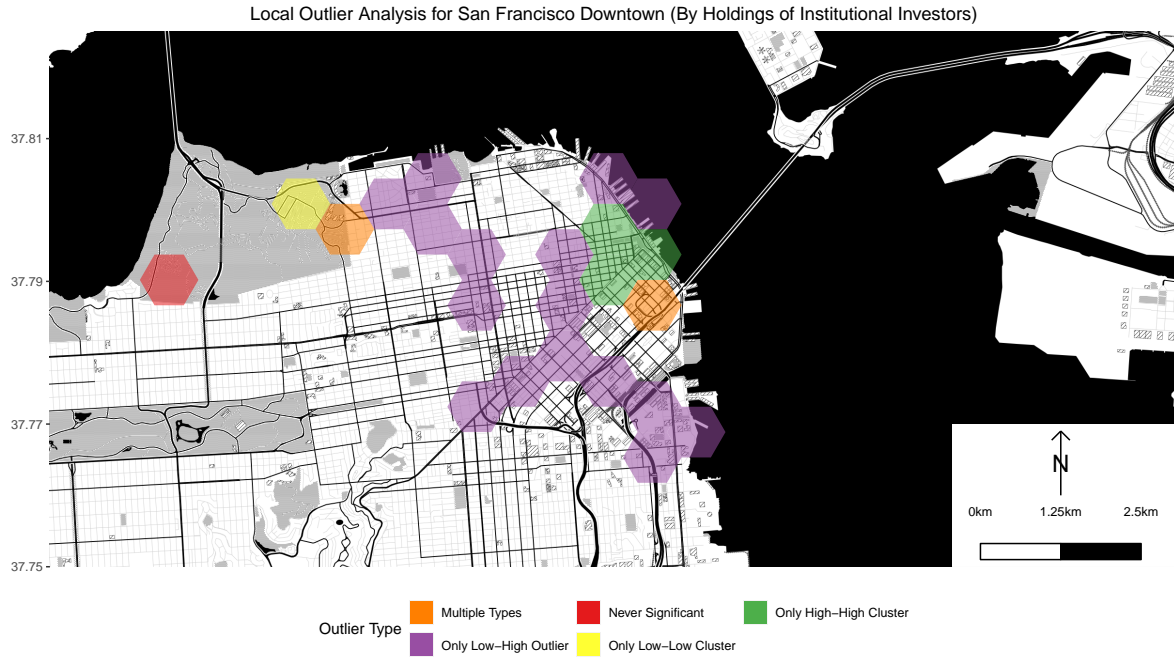 Local Outlier Analysis for San Francisco Downtown (By Holdings of Institutional Investors)
37.81
37.79
37.77
37.75
N
0km 1.25km 2.5km
Outlier Type
Multiple Types Never Significant Only High−High Cluster
Only Low−High Outlier Only Low−Low Cluster